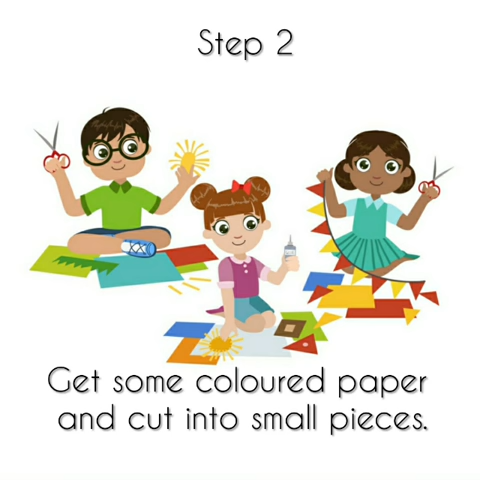 Step 2
Get some coloured paper
and cut into small pieces.